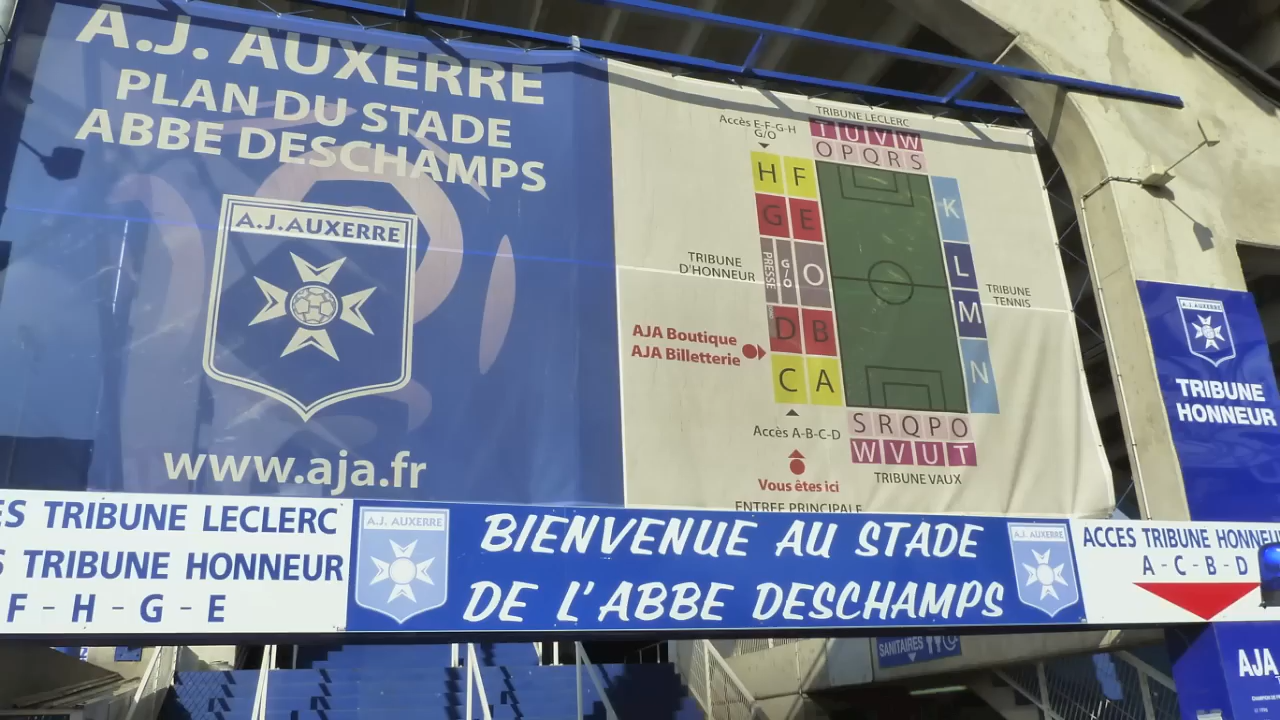 A.J. AUXERRE
PLAN DU STADE
ABBE DESCHAMPS
A.J.AUXERRE
www.aja.fr
TRIBUNE LECLERC
Accès E-F-G-H
G/O
T U V W
O P Q R S
H F
G E
PRESSE G/O O
D B
C A
K
L
M
N
TRIBUNE
D'HONNEUR
TRIBUNE
TENNIS
AJA Boutique
AJA Billetterie
Accès A-B-C-D
S R Q P O
W V U T
TRIBUNE VAUX
Vous êtes ici
ENTREE PRINCIPALE
A.J. AUXERRE
TRIBUNE
HONNEUR
TRIBUNE LECLERC
TRIBUNE HONNEUR
F - H - G - E
A.J. AUXERRE
BIENVENUE AU STADE
DE L'ABBE DESCHAMPS
A.J. AUXERRE
ACCES TRIBUNE HONNEU
A - C - B - D
SANITAIRES
AJA